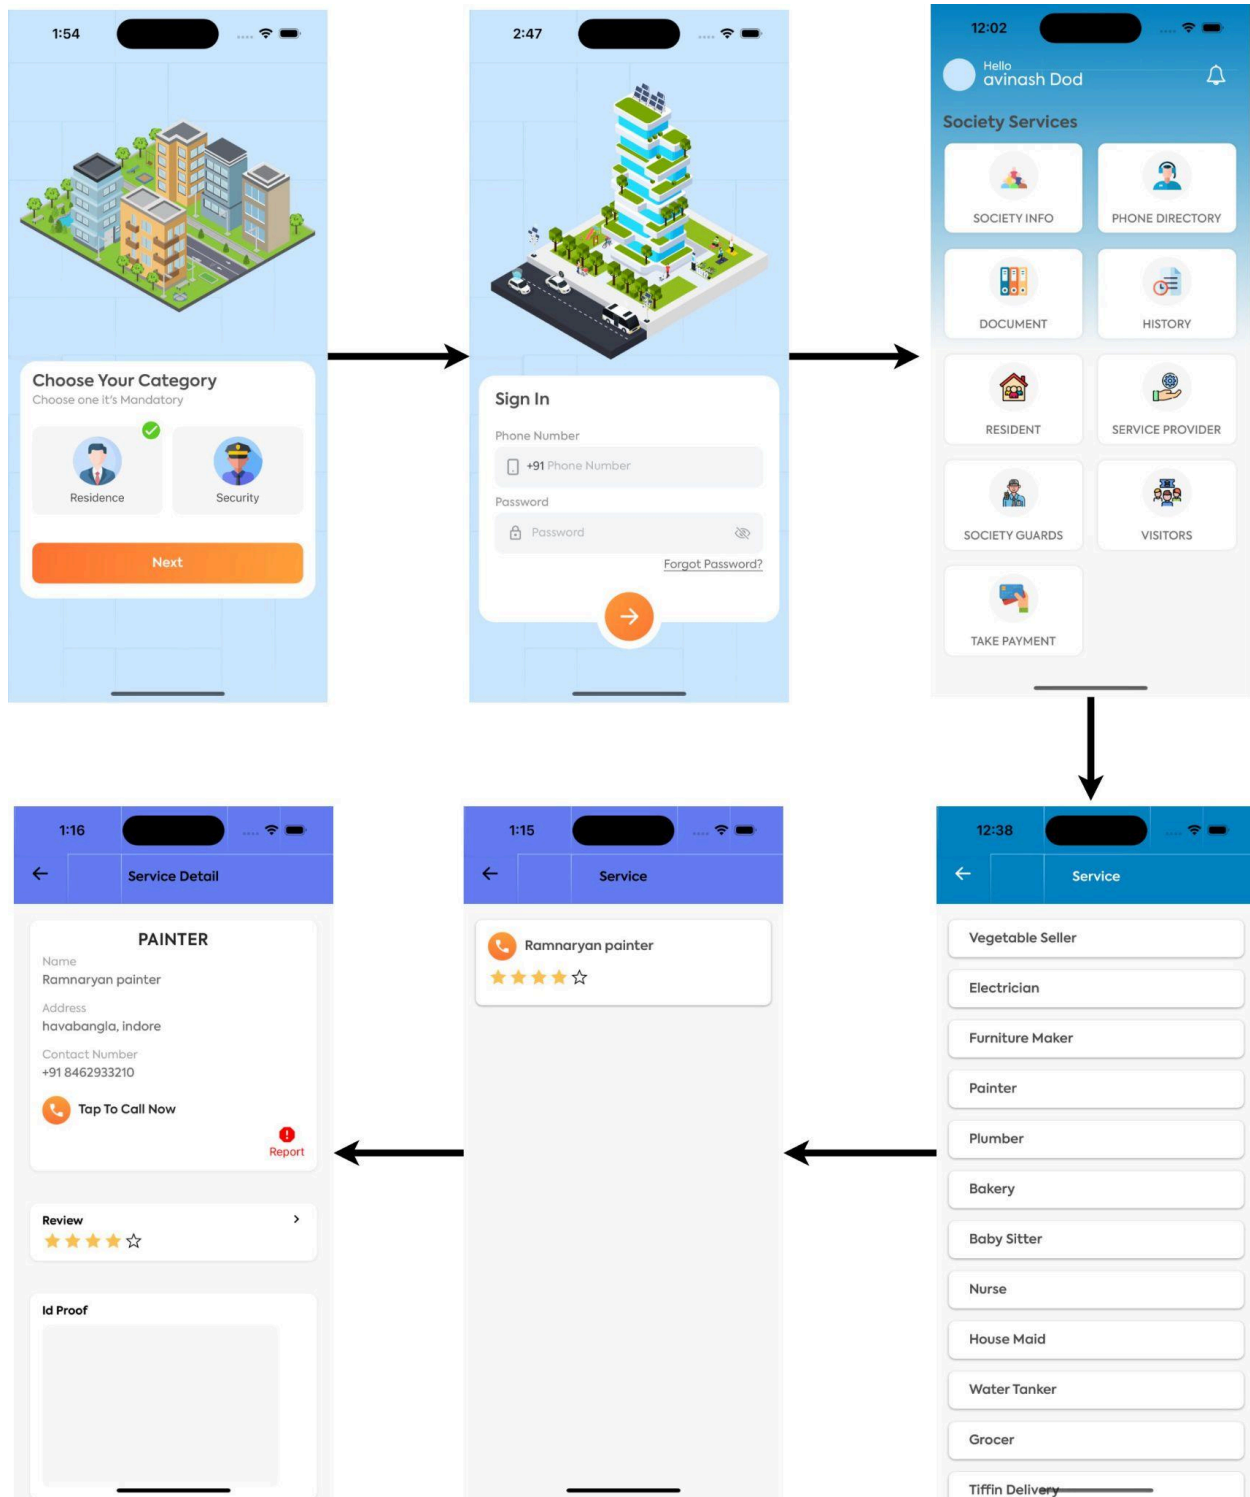 1:54
Choose Your Category
Choose one it's Mandatory
Residence
Security
Next
2:47
Sign In
Phone Number
+91 Phone Number
Password
Password
Forgot Password?
12:02
Hello
avinash Dod
Society Services
SOCIETY INFO
PHONE DIRECTORY
DOCUMENT
HISTORY
RESIDENT
SERVICE PROVIDER
SOCIETY GUARDS
VISITORS
TAKE PAYMENT
12:38
Service
Vegetable Seller
Electrician
Furniture Maker
Painter
Plumber
Bakery
Baby Sitter
Nurse
House Maid
Water Tanker
Grocer
Tiffin Delivery
1:15
Service
Ramnaryan painter
1:16
Service Detail
PAINTER
Name
Ramnaryan painter
Address
havabangla, indore
Contact Number
+91 8462933210
Tap To Call Now
Report
Review
Id Proof